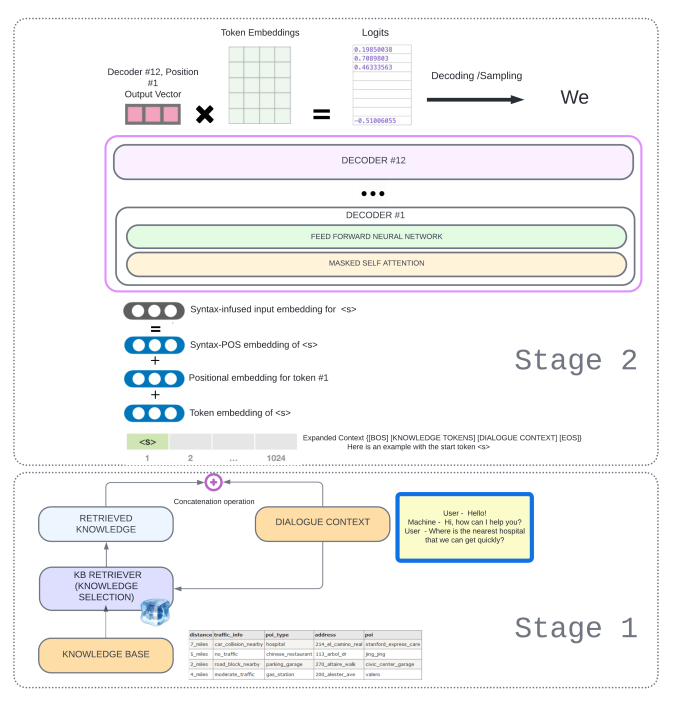 Token Embeddings
Logits
Decoder #12, Position
#1
Output Vector
0.19850038
0.7089803
0.46333563
-0.51006055
Decoding /Sampling
We
DECODER #12
DECODER #1
FEED FORWARD NEURAL NETWORK
MASKED SELF ATTENTION
Syntax-infused input embedding for <s>
=
Syntax-POS embedding of <s>
+
Positional embedding for token #1
+
Token embedding of <s>
Stage 2
<S>
1 2 ... 1024
Expanded Context {[BOS] [KNOWLEDGE TOKENS] [DIALOGUE CONTEXT] [EOS]}
Here is an example with the start token <s>
Concatenation operation
RETRIEVED
KNOWLEDGE
DIALOGUE CONTEXT
User - Hello!
Machine - Hi, how can I help you?
User - Where is the nearest hospital
that we can get quickly?
KB RETRIEVER
(KNOWLEDGE
SELECTION)
KNOWLEDGE BASE
Stage 1
distance traffic_info poi_type address poi
7_miles car_collision_nearby hospital 214_el_camino_real stanford_express_care
5_miles no_traffic chinese_restaurant 113_arbol_dr jing_jing
2_miles road_block_nearby parking_garage 270_altaire_walk civic_center_garage
4_miles moderate_traffic gas_station 200_alester_ave valero